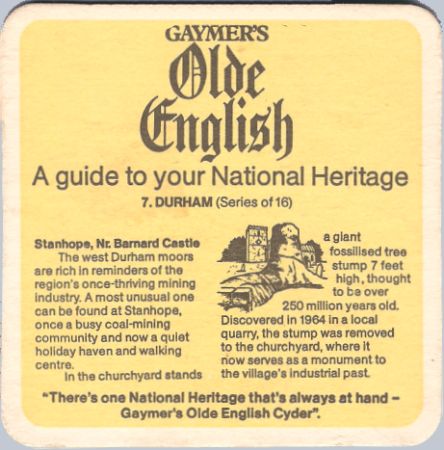 GAYMER'S
Olde
English
A guide to your National Heritage
7. DURHAM (Series of 16)
Stanhope, Nr. Barnard Castle
The west Durham moors
are rich in reminders of the
region's once-thriving mining
industry. A most unusual one
can be found at Stanhope,
once a busy coal-mining
community and now a quiet
holiday haven and walking
centre.
In the churchyard stands
a giant
fossilised tree
stump 7 feet
high, thought
to be over
250 million years old.
Discovered in 1964 in a local
quarry, the stump was removed
to the churchyard, where it
now serves as a monument to
the village's industrial past.
"There's one National Heritage that's always at hand –
Gaymer's Olde English Cyder".